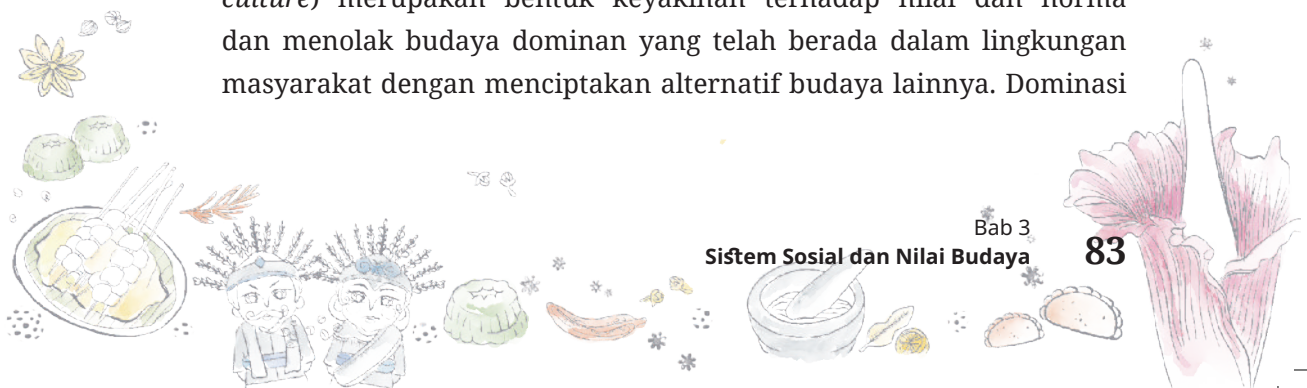 culture) merupakan bentuk keyakinan terhadap nilai dan norma
dan menolak budaya dominan yang telah berada dalam lingkungan
masyarakat dengan menciptakan alternatif budaya lainnya. Dominasi
Bab 3
Sistem Sosial dan Nilai Budaya
83